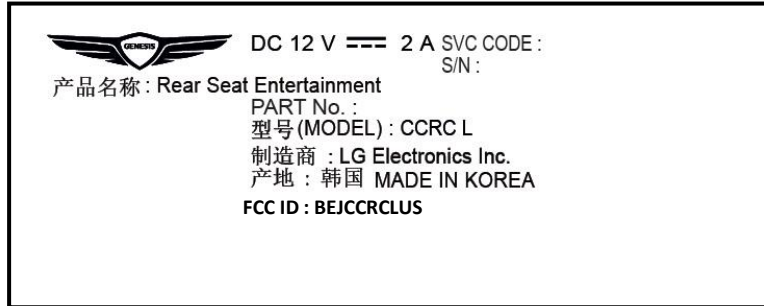 GENESIS
DC 12 V ⎓ 2 A SVC CODE :
S/N :
产品名称 : Rear Seat Entertainment
PART No. :
型号(MODEL) : CCRC L
制造商 : LG Electronics Inc.
产地 : 韩国 MADE IN KOREA
FCC ID : BEJCCRCLUS